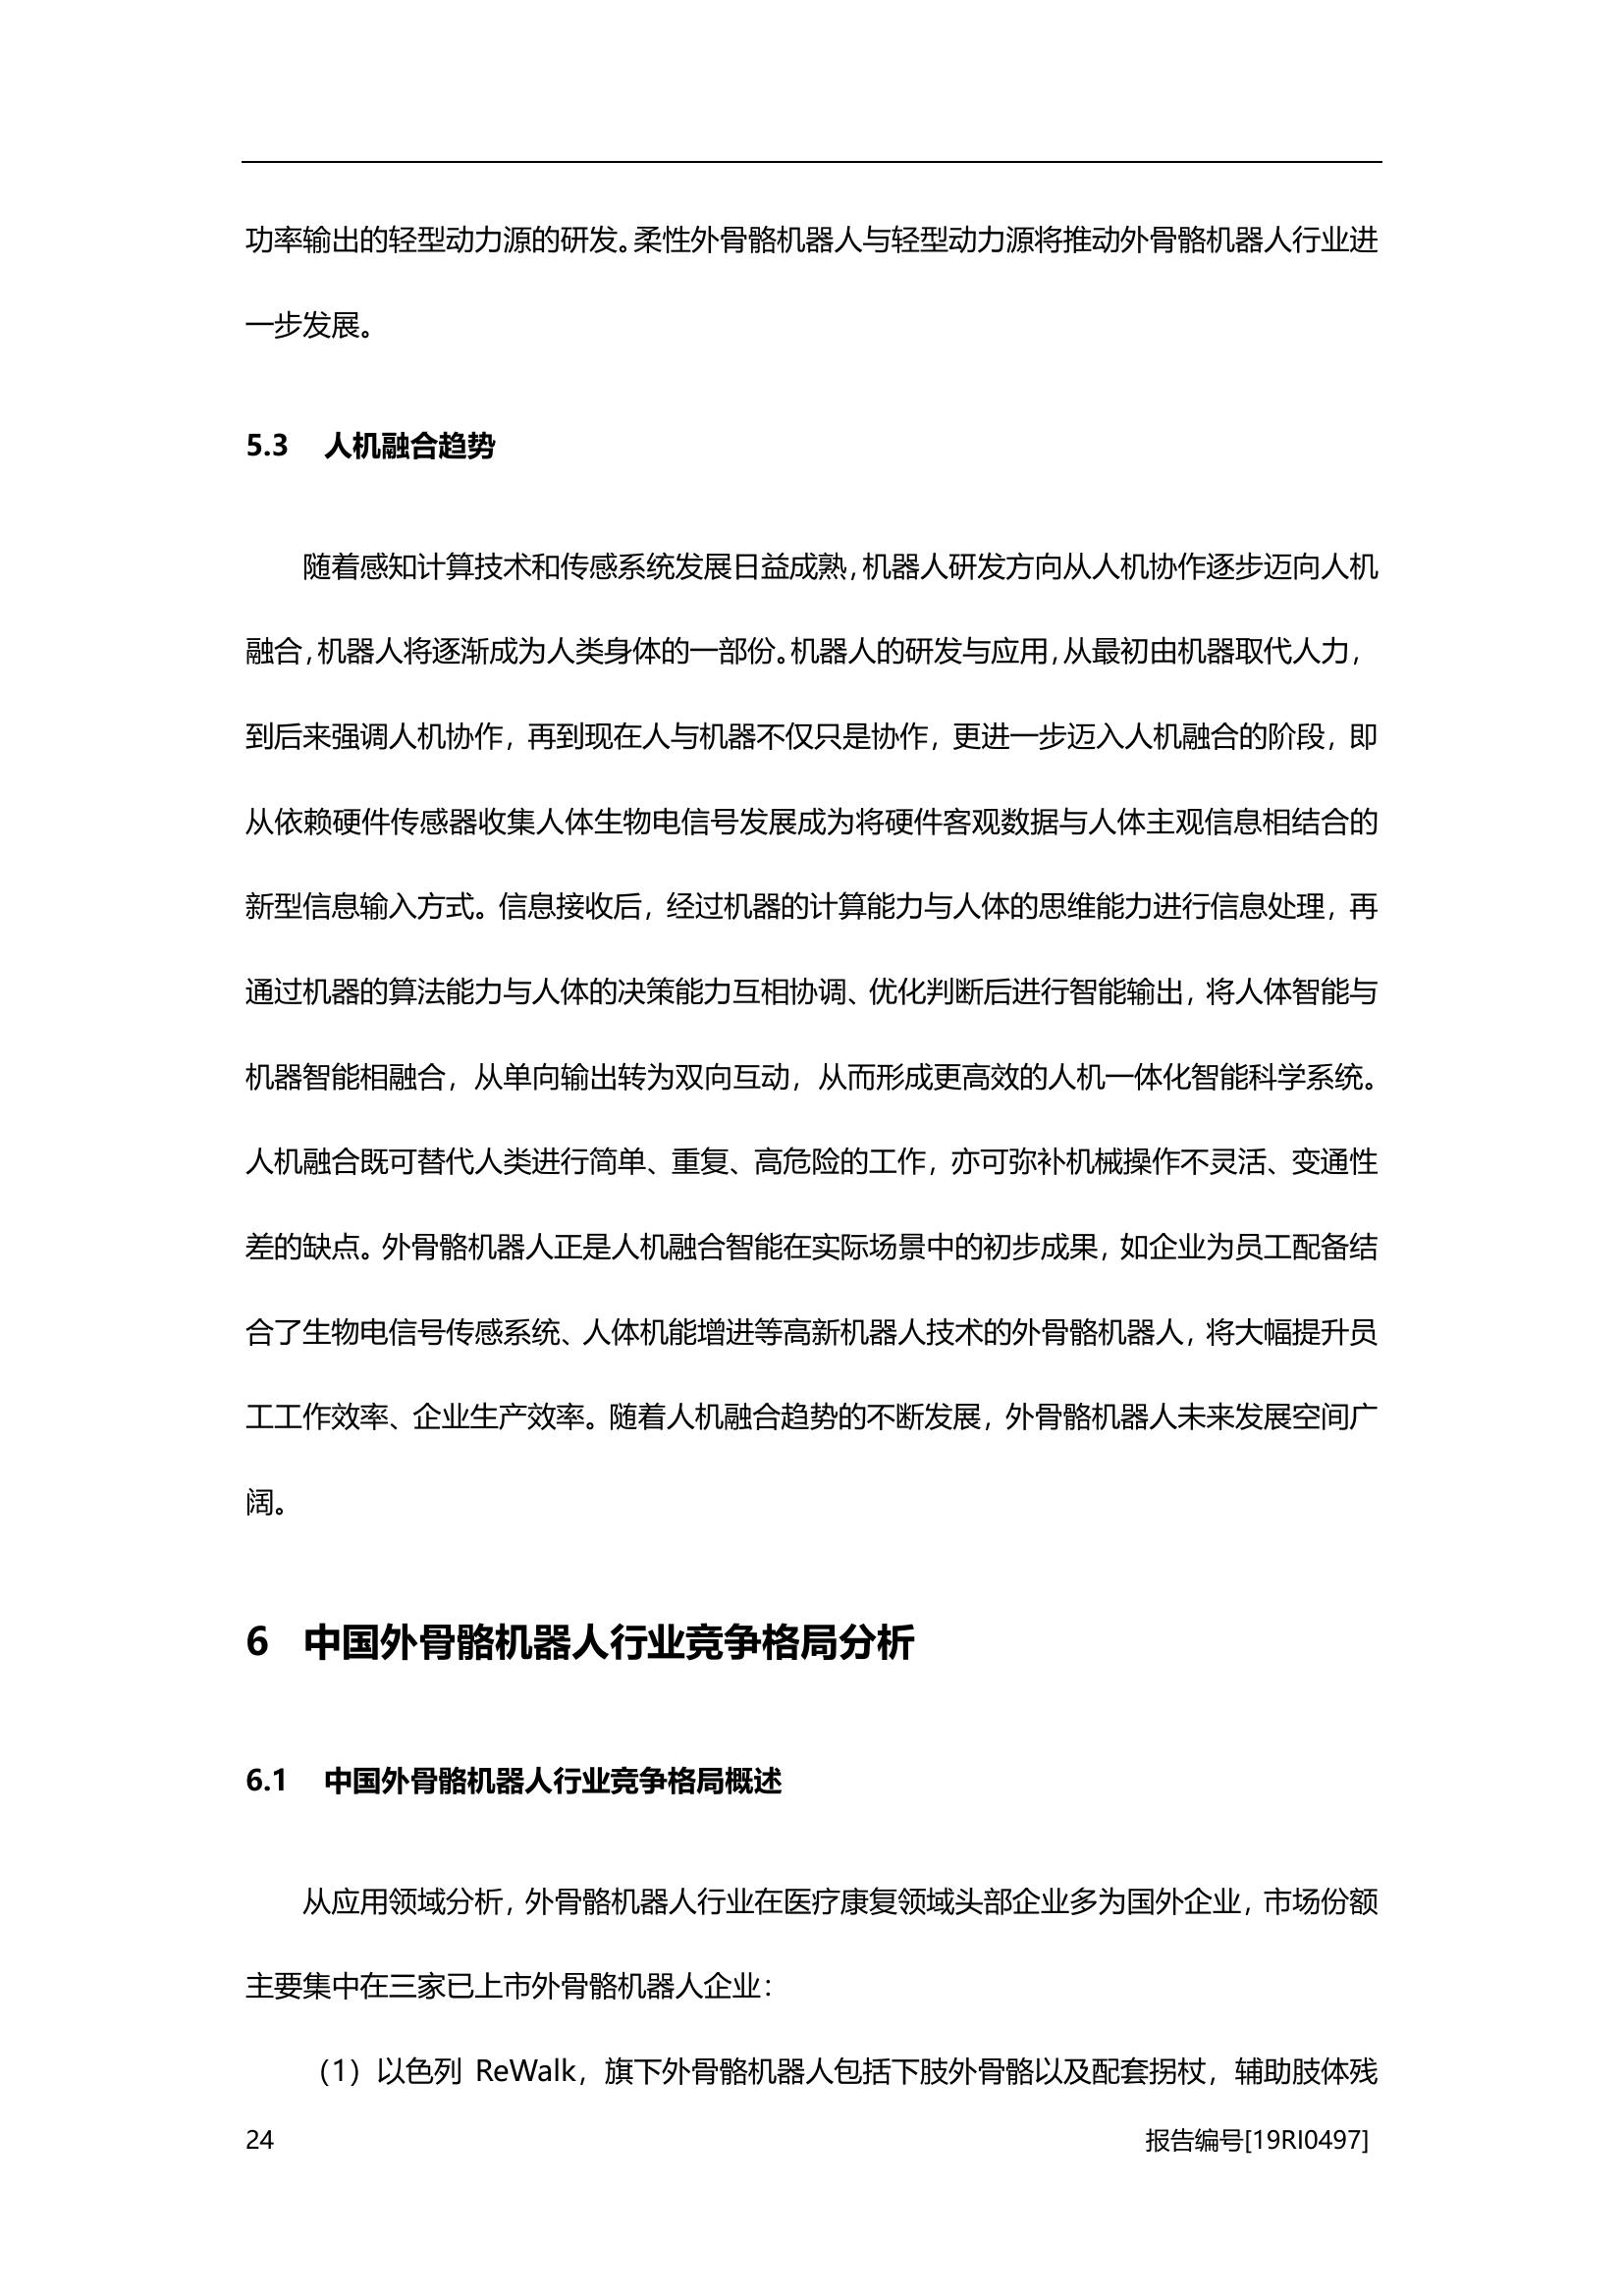 功率输出的轻型动力源的研发。柔性外骨骼机器人与轻型动力源将推动外骨骼机器人行业进
一步发展。
5.3 人机融合趋势
随着感知计算技术和传感系统发展日益成熟，机器人研发方向从人机协作逐步迈向人机
融合，机器人将逐渐成为人类身体的一部份。机器人的研发与应用，从最初由机器取代人力，
到后来强调人机协作，再到现在人与机器不仅只是协作，更进一步迈入人机融合的阶段，即
从依赖硬件传感器收集人体生物电信号发展成为将硬件客观数据与人体主观信息相结合的
新型信息输入方式。信息接收后，经过机器的计算能力与人体的思维能力进行信息处理，再
通过机器的算法能力与人体的决策能力互相协调、优化判断后进行智能输出，将人体智能与
机器智能相融合，从单向输出转为双向互动，从而形成更高效的人机一体化智能科学系统。
人机融合既可替代人类进行简单、重复、高危险的工作，亦可弥补机械操作不灵活、变通性
差的缺点。外骨骼机器人正是人机融合智能在实际场景中的初步成果，如企业为员工配备结
合了生物电信号传感系统、人体机能增进等高新机器人技术的外骨骼机器人，将大幅提升员
工工作效率、企业生产效率。随着人机融合趋势的不断发展，外骨骼机器人未来发展空间广
阔。
6 中国外骨骼机器人行业竞争格局分析
6.1 中国外骨骼机器人行业竞争格局概述
从应用领域分析，外骨骼机器人行业在医疗康复领域头部企业多为国外企业，市场份额
主要集中在三家已上市外骨骼机器人企业：
（1）以色列 ReWalk，旗下外骨骼机器人包括下肢外骨骼以及配套拐杖，辅助肢体残
24 报告编号[19RI0497]